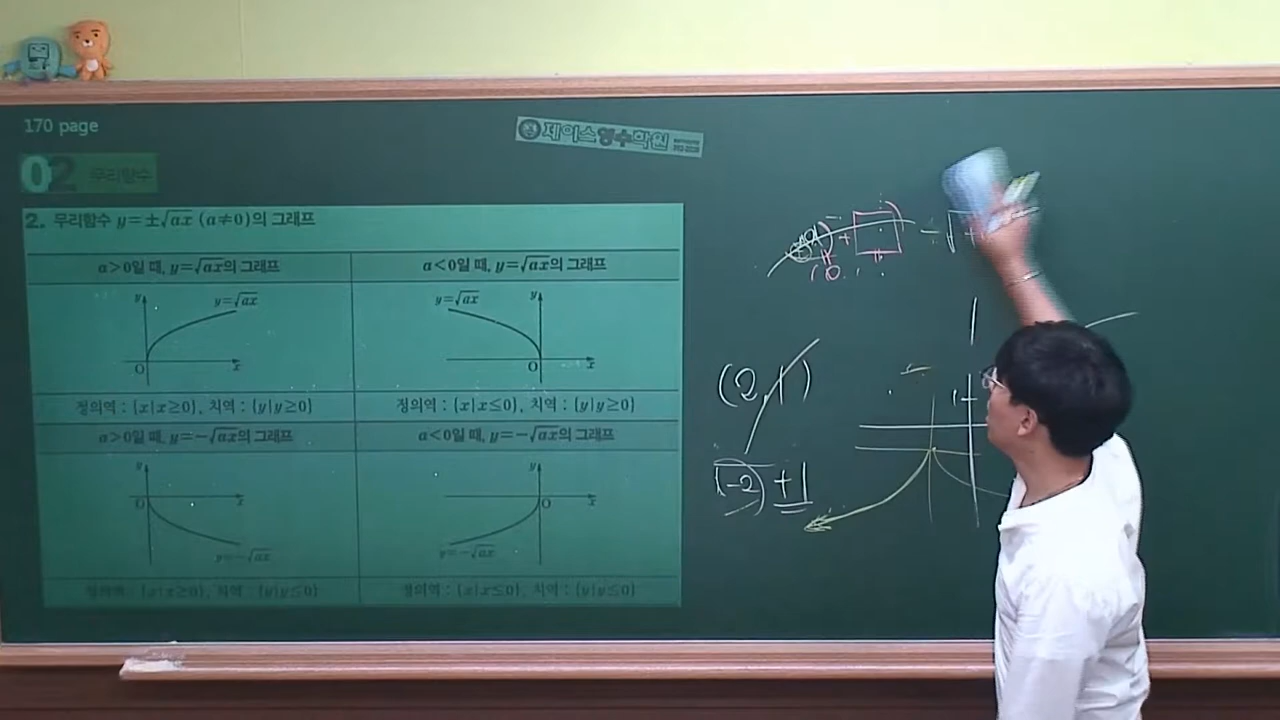 170 page
제이스영수학원
02 무리함수
2. 무리함수 y=±√ax (a≠0)의 그래프
a>0일 때, y=√ax의 그래프
a<0일 때, y=√ax의 그래프
y
y=√ax
O
x
y=√ax
y
O
x
정의역 : {x|x≥0}, 치역 : {y|y≥0}
정의역 : {x|x≤0}, 치역 : {y|y≥0}
a>0일 때, y=-√ax의 그래프
a<0일 때, y=-√ax의 그래프
y
O
x
y=-√ax
y
O
x
y=-√ax
정의역 : {x|x≥0}, 치역 : {y|y≤0}
정의역 : {x|x≤0}, 치역 : {y|y≤0}
(2, 1)
(-2) +1